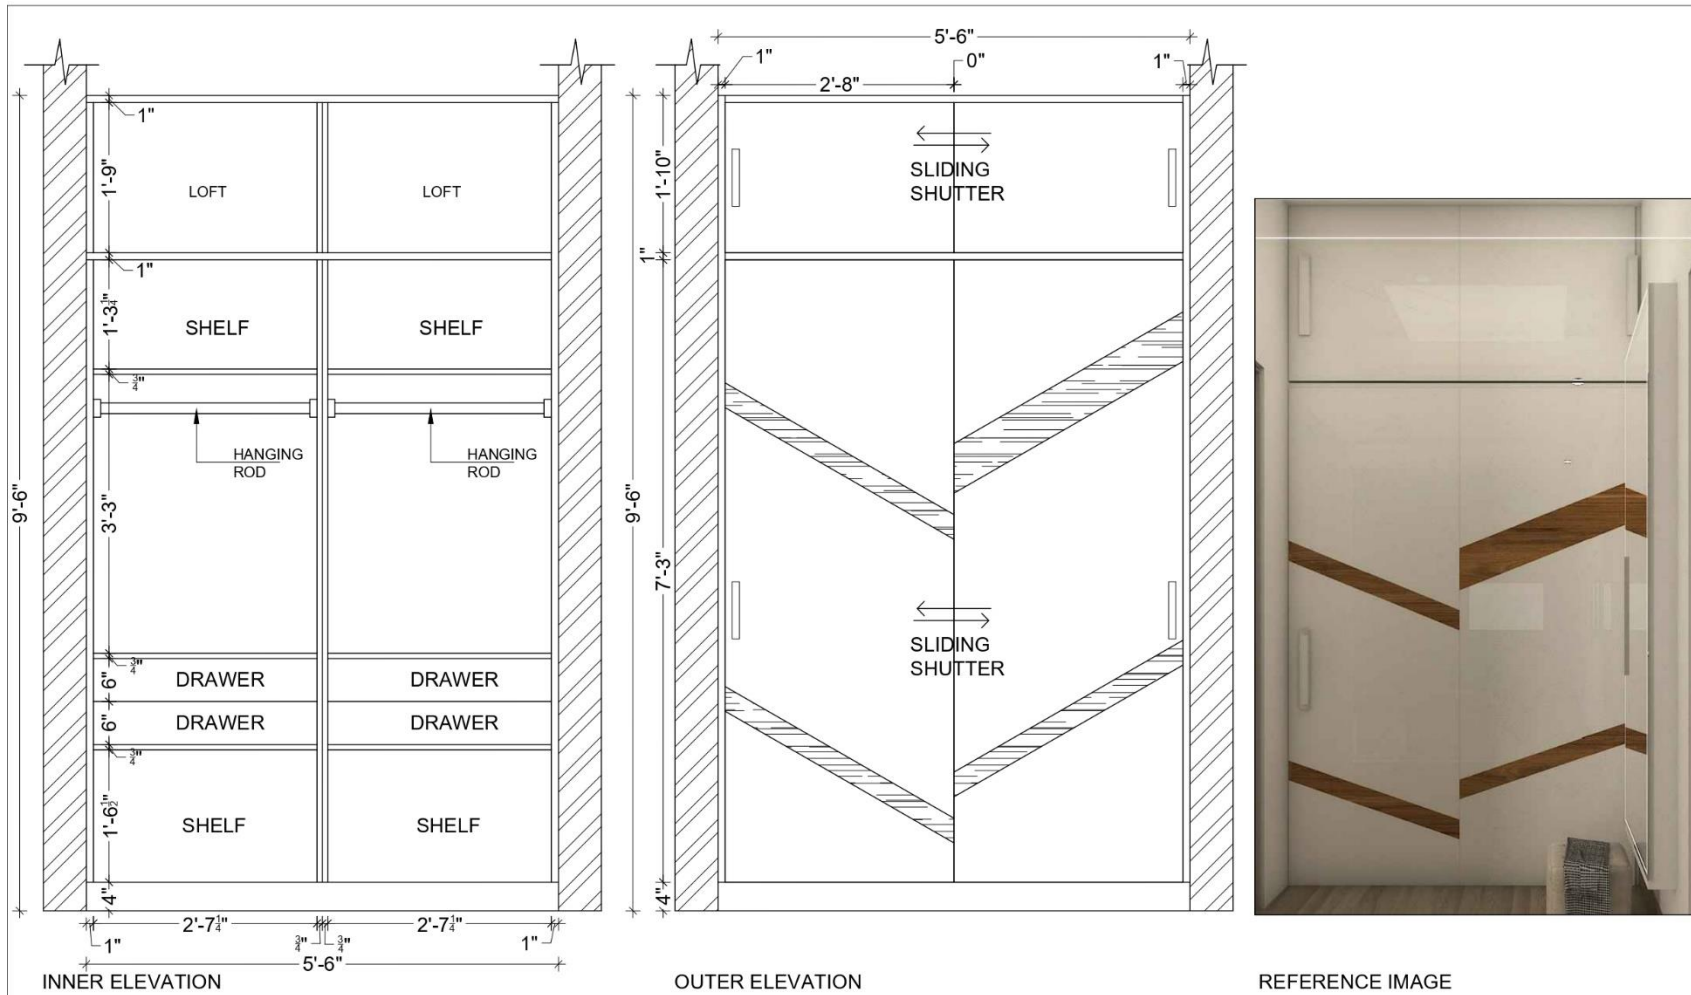 1"
1'-9"
LOFT
LOFT
1"
1'-3¼"
SHELF
SHELF
¾"
HANGING
ROD
HANGING
ROD
9'-6"
3'-3"
¾"
6"
DRAWER
DRAWER
6"
DRAWER
DRAWER
¾"
1'-6½"
SHELF
SHELF
4"
2'-7¼"
2'-7¼"
1"
¾"
¾"
1"
5'-6"
INNER ELEVATION
5'-6"
1"
0"
1"
2'-8"
1'-10"
SLIDING
SHUTTER
1"
9'-6"
7'-3"
SLIDING
SHUTTER
4"
OUTER ELEVATION
REFERENCE IMAGE